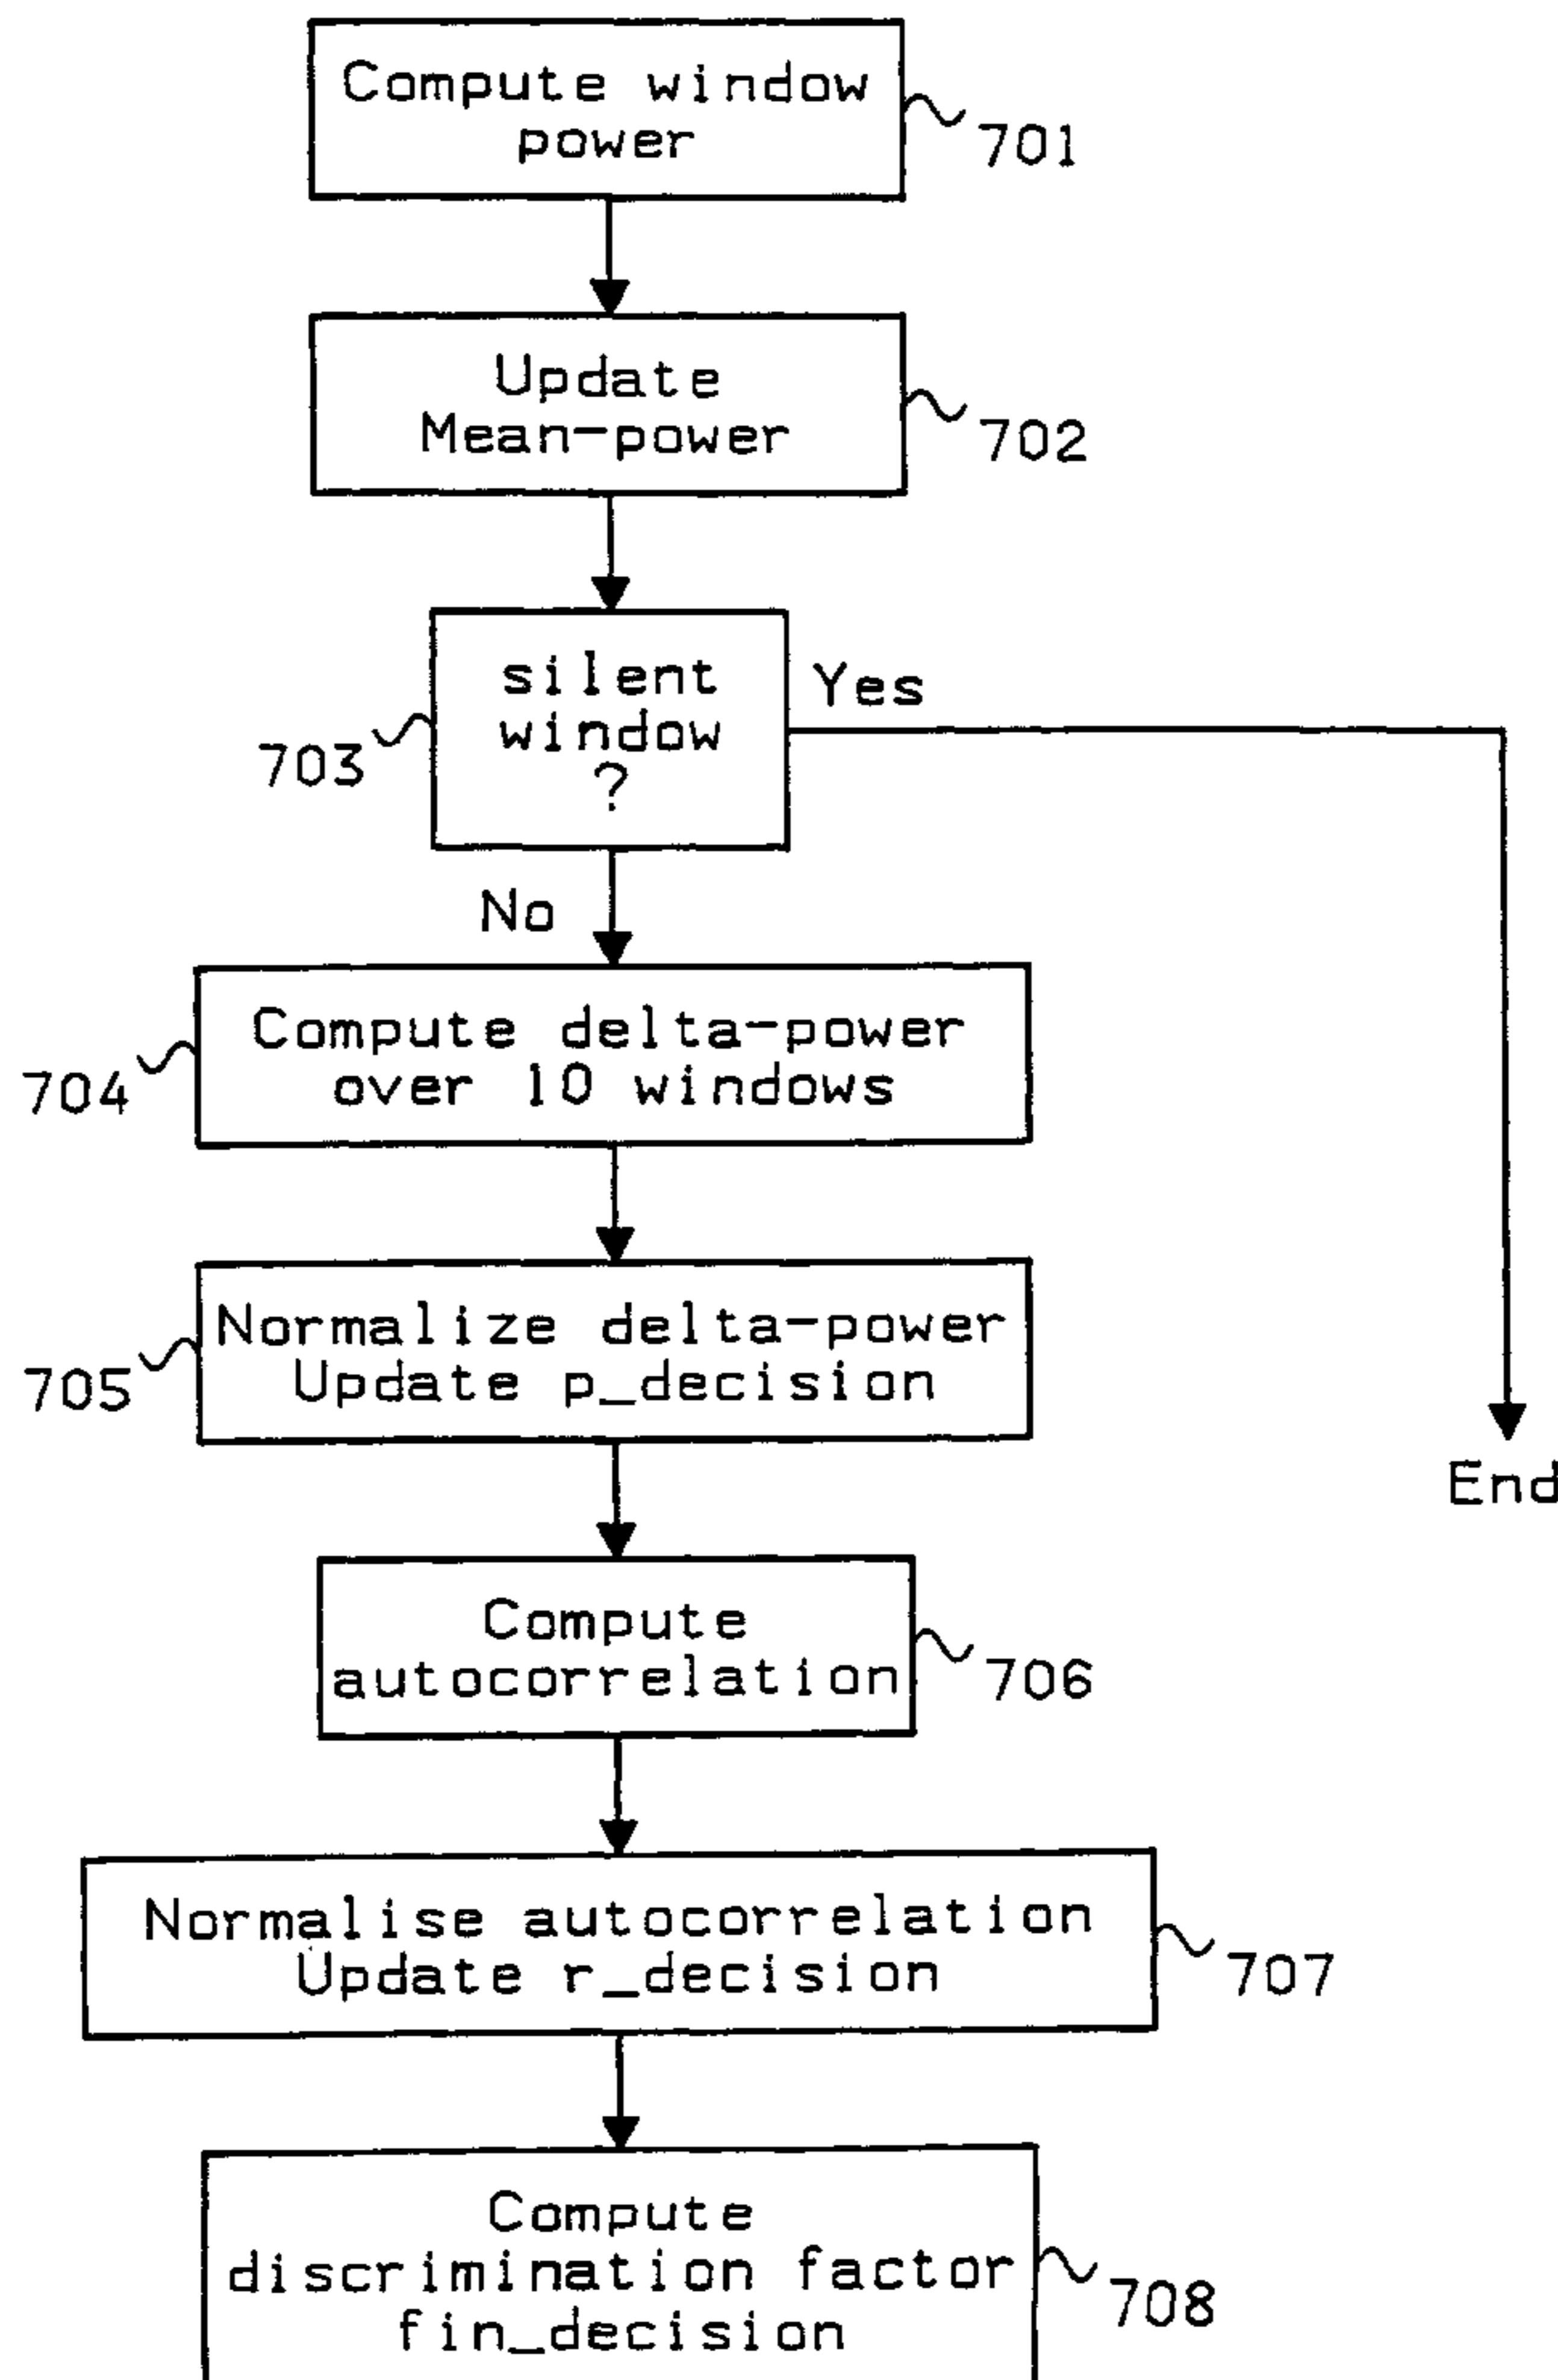 Compute window
power
701
Update
Mean-power
702
silent
window
?
703
Yes
No
Compute delta-power
over 10 windows
704
Normalize delta-power
Update p_decision
705
End
Compute
autocorrelation
706
Normalise autocorrelation
Update r_decision
707
Compute
discrimination factor
fin_decision
708